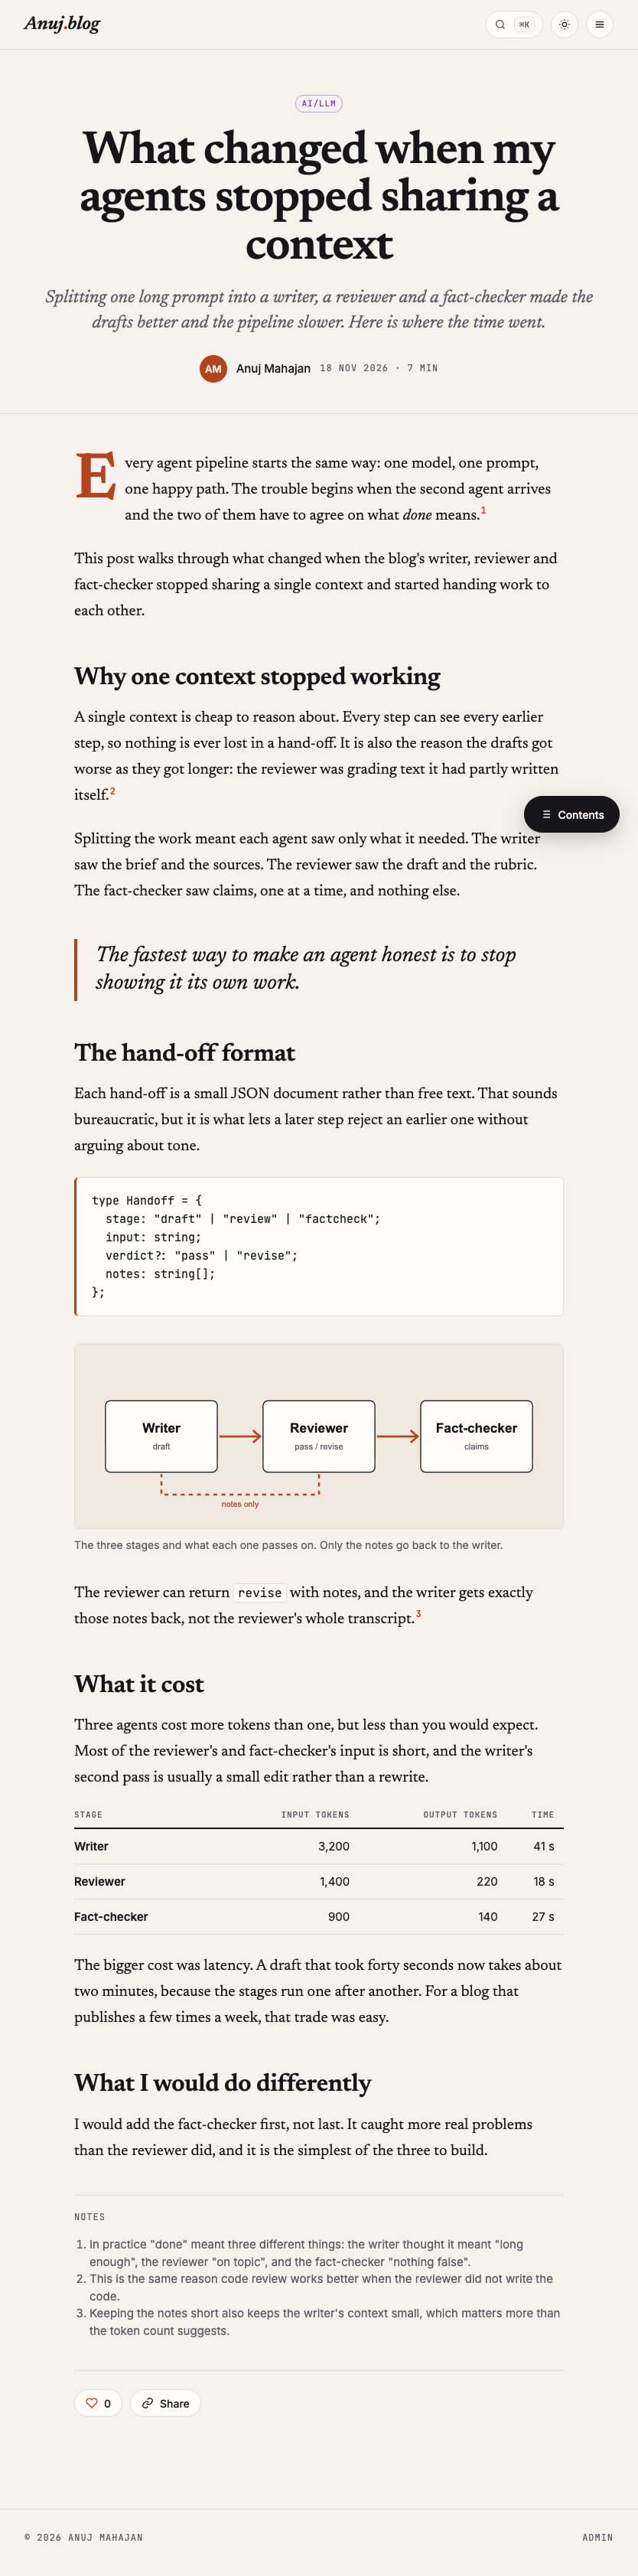 Anuj.blog
⌘K
AI/LLM
What changed when my
agents stopped sharing a
context
Splitting one long prompt into a writer, a reviewer and a fact-checker made the
drafts better and the pipeline slower. Here is where the time went.
AM Anuj Mahajan 18 NOV 2026 · 7 MIN
Every agent pipeline starts the same way: one model, one prompt,
one happy path. The trouble begins when the second agent arrives
and the two of them have to agree on what done means.1
This post walks through what changed when the blog's writer, reviewer and
fact-checker stopped sharing a single context and started handing work to
each other.
Why one context stopped working
A single context is cheap to reason about. Every step can see every earlier
step, so nothing is ever lost in a hand-off. It is also the reason the drafts got
worse as they got longer: the reviewer was grading text it had partly written
itself.2
Contents
Splitting the work meant each agent saw only what it needed. The writer
saw the brief and the sources. The reviewer saw the draft and the rubric.
The fact-checker saw claims, one at a time, and nothing else.
The fastest way to make an agent honest is to stop
showing it its own work.
The hand-off format
Each hand-off is a small JSON document rather than free text. That sounds
bureaucratic, but it is what lets a later step reject an earlier one without
arguing about tone.
type Handoff = {
  stage: "draft" | "review" | "factcheck";
  input: string;
  verdict?: "pass" | "revise";
  notes: string[];
};
Writer Reviewer Fact-checker
draft pass / revise claims
notes only
The three stages and what each one passes on. Only the notes go back to the writer.
The reviewer can return revise with notes, and the writer gets exactly
those notes back, not the reviewer's whole transcript.3
What it cost
Three agents cost more tokens than one, but less than you would expect.
Most of the reviewer's and fact-checker's input is short, and the writer's
second pass is usually a small edit rather than a rewrite.
STAGE INPUT TOKENS OUTPUT TOKENS TIME
Writer 3,200 1,100 41 s
Reviewer 1,400 220 18 s
Fact-checker 900 140 27 s
The bigger cost was latency. A draft that took forty seconds now takes about
two minutes, because the stages run one after another. For a blog that
publishes a few times a week, that trade was easy.
What I would do differently
I would add the fact-checker first, not last. It caught more real problems
than the reviewer did, and it is the simplest of the three to build.
NOTES
1. In practice "done" meant three different things: the writer thought it meant "long
enough", the reviewer "on topic", and the fact-checker "nothing false".
2. This is the same reason code review works better when the reviewer did not write the
code.
3. Keeping the notes short also keeps the writer's context small, which matters more than
the token count suggests.
0 Share
© 2026 ANUJ MAHAJAN ADMIN